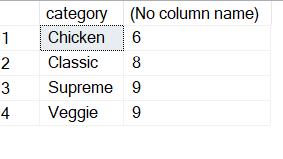 category (No column name)
1 Chicken 6
2 Classic 8
3 Supreme 9
4 Veggie 9